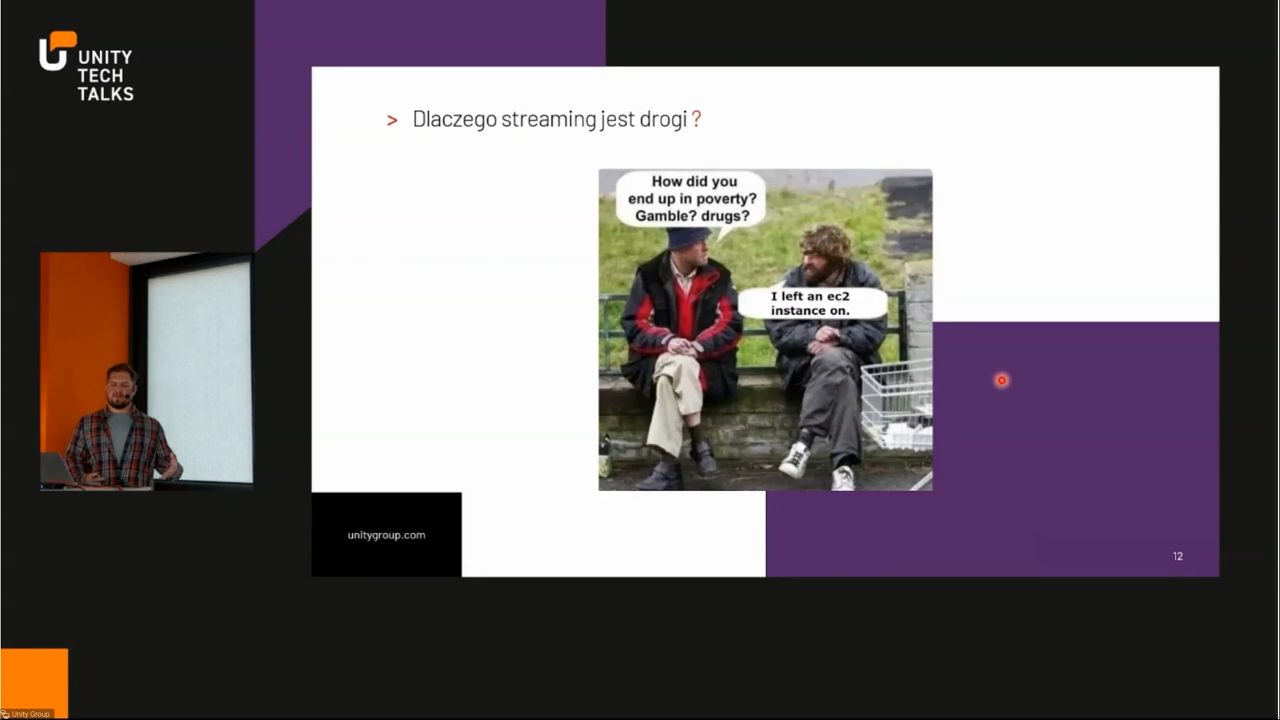 UNITY
TECH
TALKS
> Dlaczego streaming jest drogi ?
How did you
end up in poverty?
Gamble? drugs?
I left an ec2
instance on.
unitygroup.com
12
Unity Group